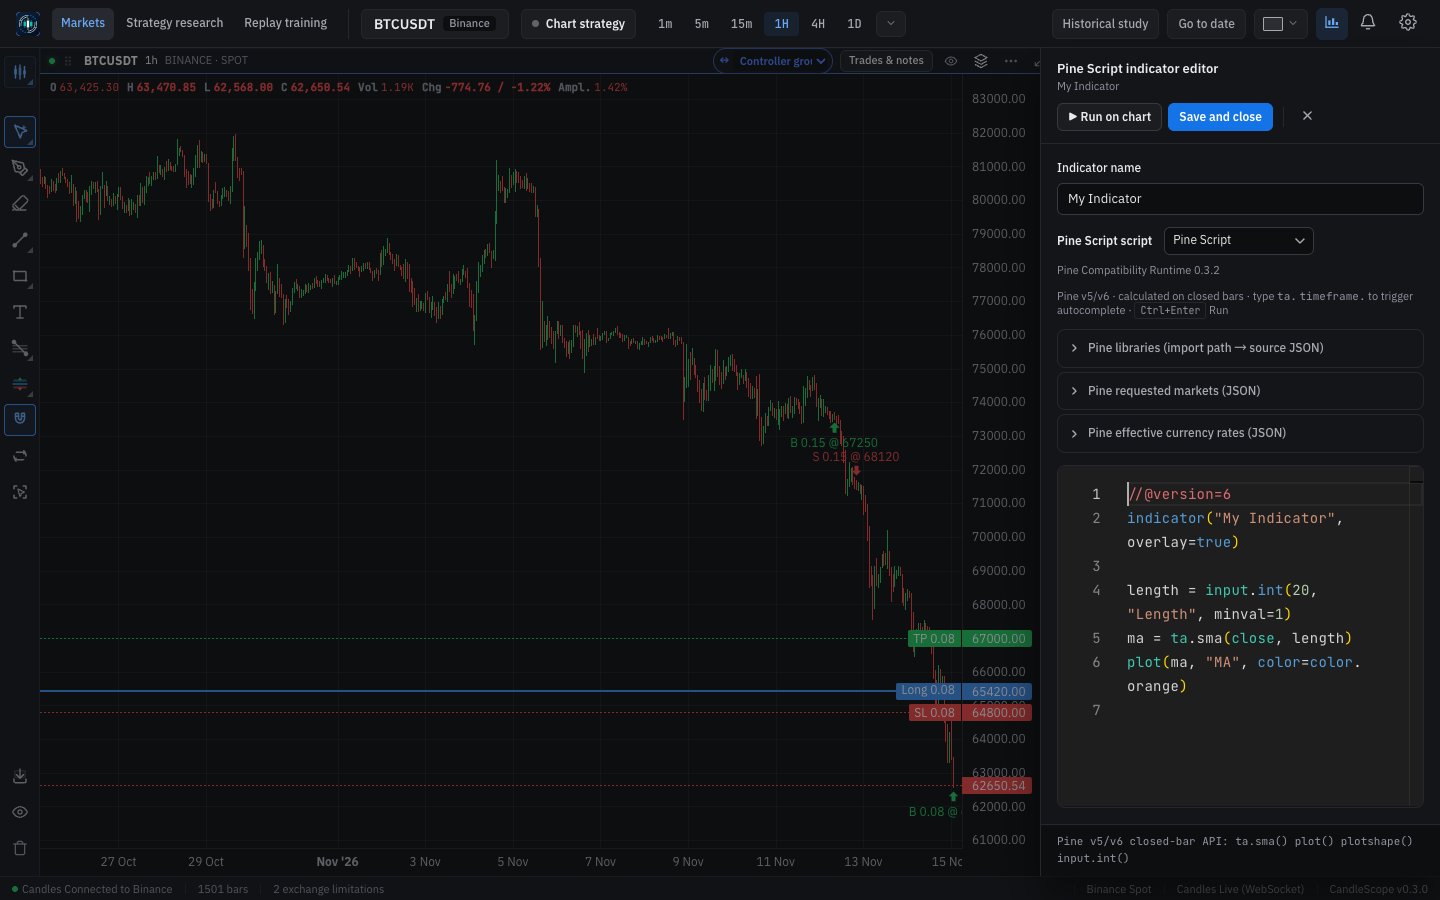 Markets
Strategy research
Replay training
BTCUSDT Binance
Chart strategy
1m 5m 15m 1H 4H 1D
Historical study
Go to date
BTCUSDT 1h BINANCE · SPOT
Trades & notes
O 63,425.30 H 63,470.85 L 62,568.00 C 62,650.54 Vol 1.19K Chg -774.76 / -1.22% Ampl. 1.42%
83000.00
82000.00
81000.00
80000.00
79000.00
78000.00
77000.00
76000.00
75000.00
74000.00
73000.00
B 0.15 @ 67250
S 0.15 @ 68120
72000.00
71000.00
70000.00
69000.00
68000.00
TP 0.08 67000.00
66000.00
Long 0.08 65420.00
SL 0.08 64800.00
64000.00
63000.00
62650.54
62000.00
B 0.08 @
61000.00
27 Oct 29 Oct Nov '26 3 Nov 5 Nov 7 Nov 9 Nov 11 Nov 13 Nov
Candles Connected to Binance
1501 bars
2 exchange limitations
Binance Spot
Candles Live (WebSocket)
CandleScope v0.3.0
Pine Script indicator editor
My Indicator
Run on chart
Save and close
Indicator name
My Indicator
Pine Script script Pine Script
Pine Compatibility Runtime 0.3.2
Pine v5/v6 · calculated on closed bars · type ta. timeframe. to trigger
autocomplete · Ctrl+Enter Run
Pine libraries (import path → source JSON)
Pine requested markets (JSON)
Pine effective currency rates (JSON)
1 //@version=6
2 indicator("My Indicator",
overlay=true)
3
4 length = input.int(20,
"Length", minval=1)
5 ma = ta.sma(close, length)
6 plot(ma, "MA", color=color.
orange)
7
Pine v5/v6 closed-bar API: ta.sma() plot() plotshape()
input.int()